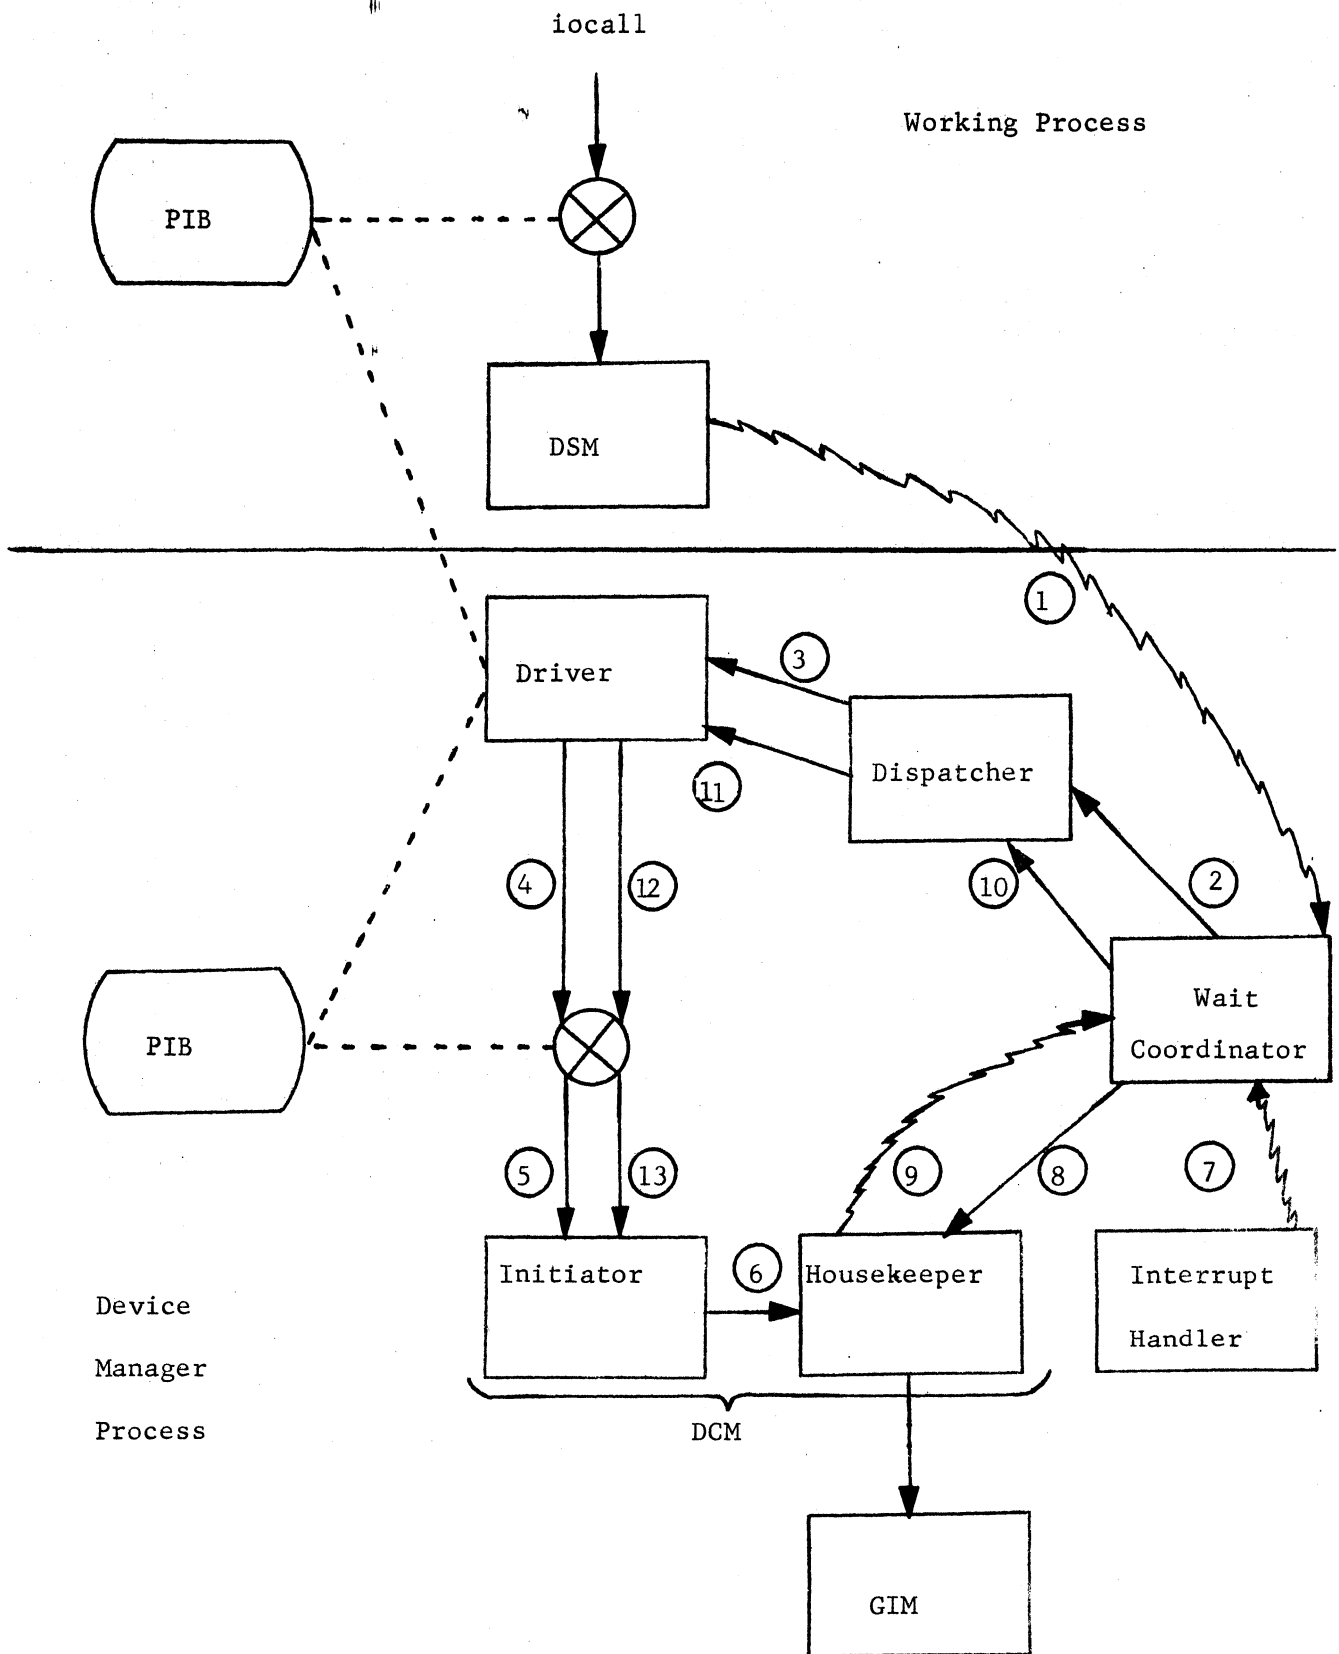 iocall
Working Process
PIB
DSM
1
Driver
3
Dispatcher
11
4
12
10
2
Wait
Coordinator
PIB
5
13
9
8
7
6
Initiator
Housekeeper
Interrupt
Handler
Device
Manager
Process
DCM
GIM